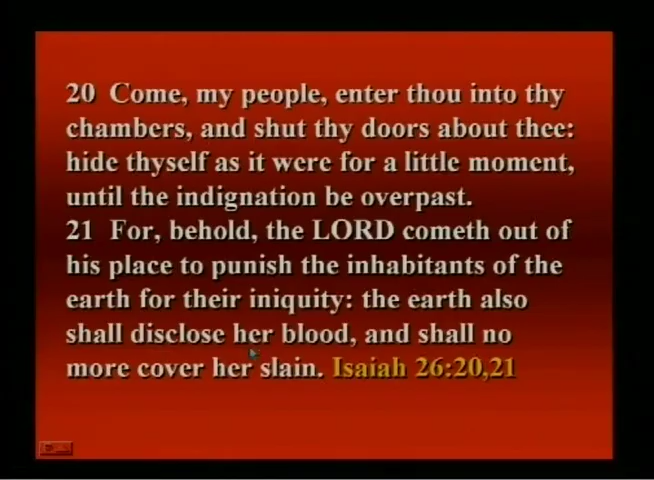 20 Come, my people, enter thou into thy
chambers, and shut thy doors about thee:
hide thyself as it were for a little moment,
until the indignation be overpast.
21 For, behold, the LORD cometh out of
his place to punish the inhabitants of the
earth for their iniquity: the earth also
shall disclose her blood, and shall no
more cover her slain. Isaiah 26:20,21